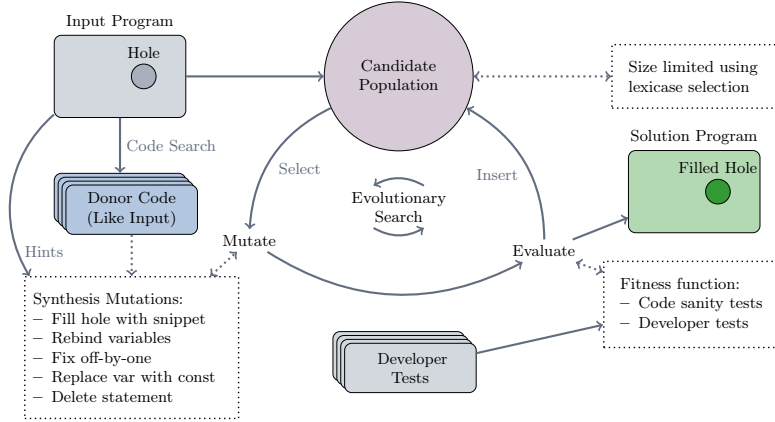 Input Program
Hole
Candidate
Population
Size limited using
lexicase selection
Solution Program
Filled Hole
Code Search
Select
Insert
Donor Code
(Like Input)
Evolutionary
Search
Hints
Mutate
Evaluate
Synthesis Mutations:
– Fill hole with snippet
– Rebind variables
– Fix off-by-one
– Replace var with const
– Delete statement
Fitness function:
– Code sanity tests
– Developer tests
Developer
Tests